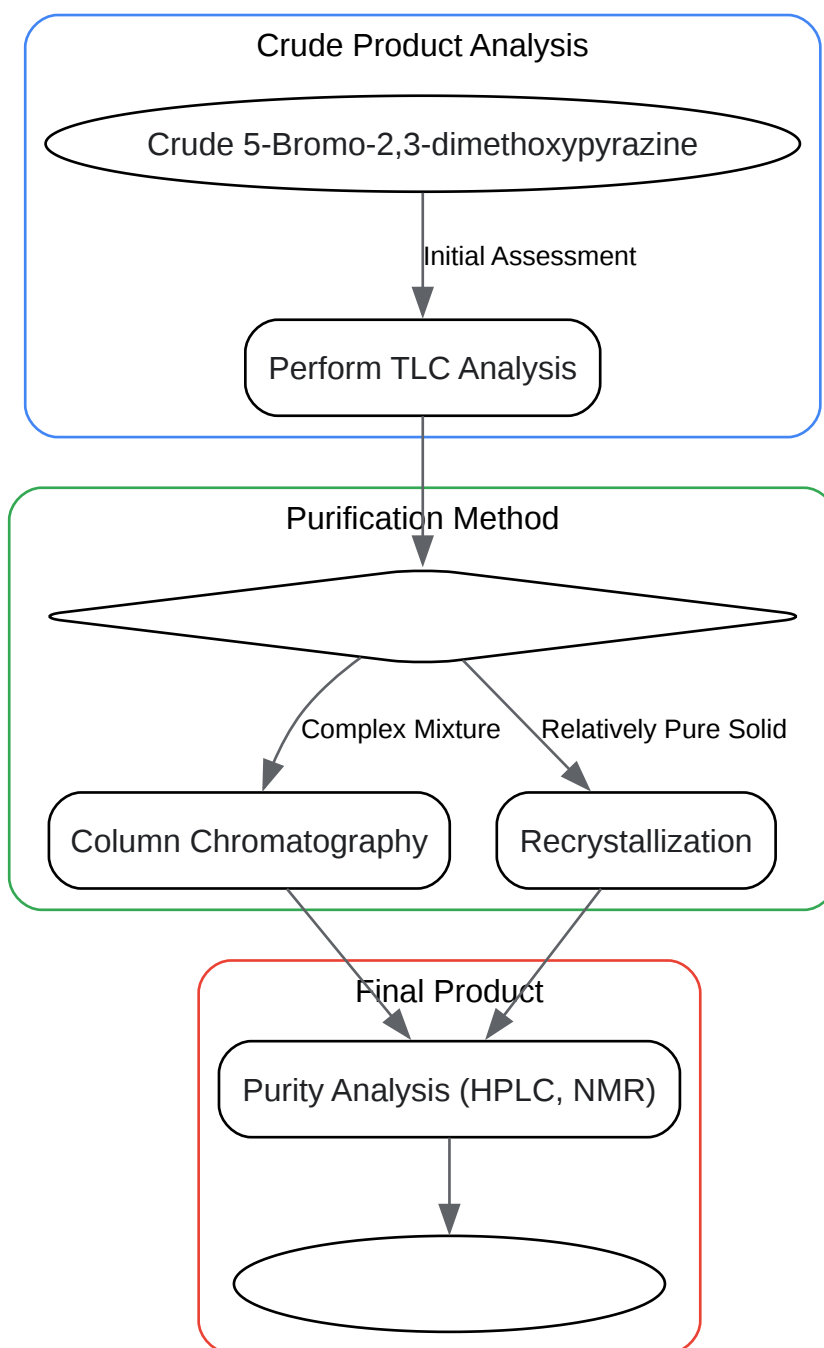 Crude Product Analysis
Crude 5-Bromo-2,3-dimethoxypyrazine
Initial Assessment
Perform TLC Analysis
Purification Method
Complex Mixture
Relatively Pure Solid
Column Chromatography
Recrystallization
Final Product
Purity Analysis (HPLC, NMR)